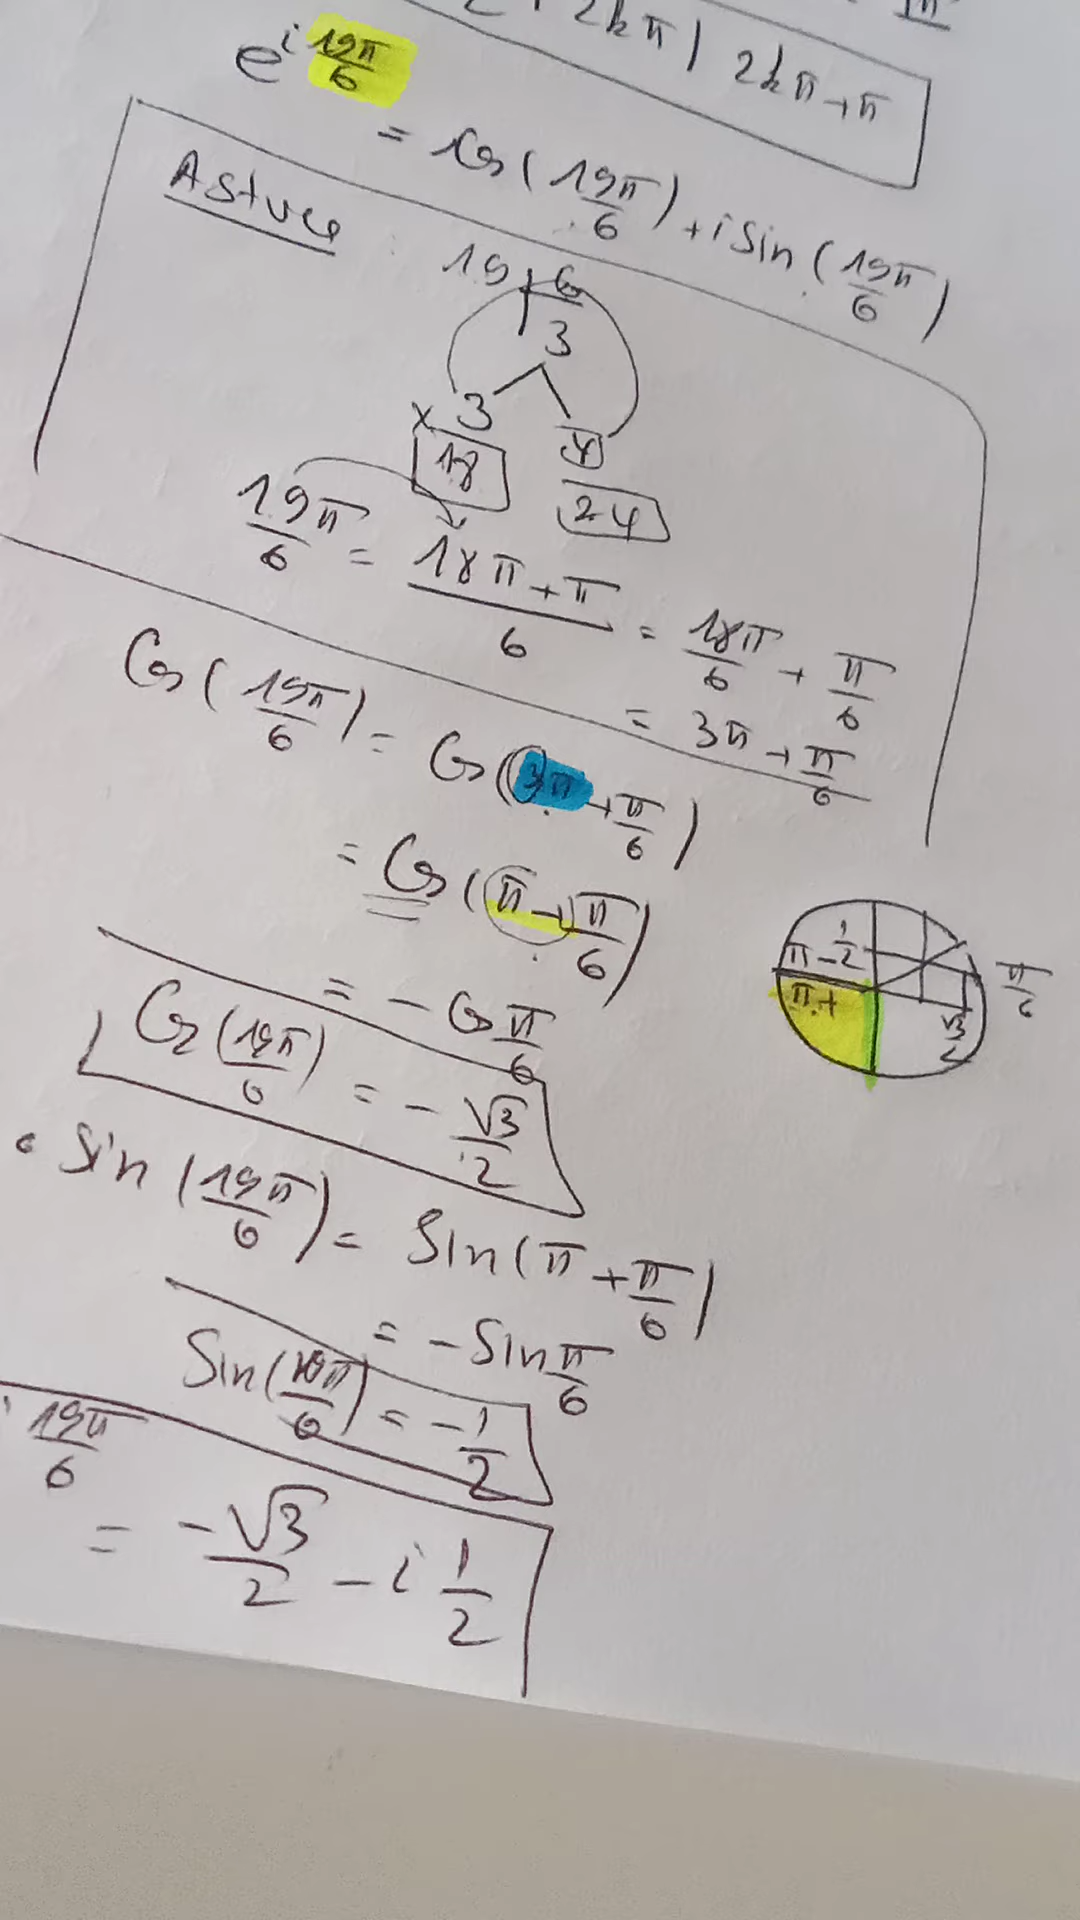 2kπ | 2kπ + π
e^{i 19π/6}
= Cos(19π/6) + i Sin(19π/6)
Astuce :
19 | 6
3
x 3
4
18
24
19π/6 = (18π + π)/6 = 18π/6 + π/6
= 3π + π/6
Cos(19π/6) = Cos(3π + π/6)
= Cos(π + π/6)
= - Cos π/6
Cos(19π/6) = - √3/2
π - 1/2
π +
π/6
√3/2
• Sin(19π/6) = Sin(π + π/6)
= - Sin π/6
Sin(19π/6) = - 1/2
i 19π/6
= -√3/2 - i 1/2